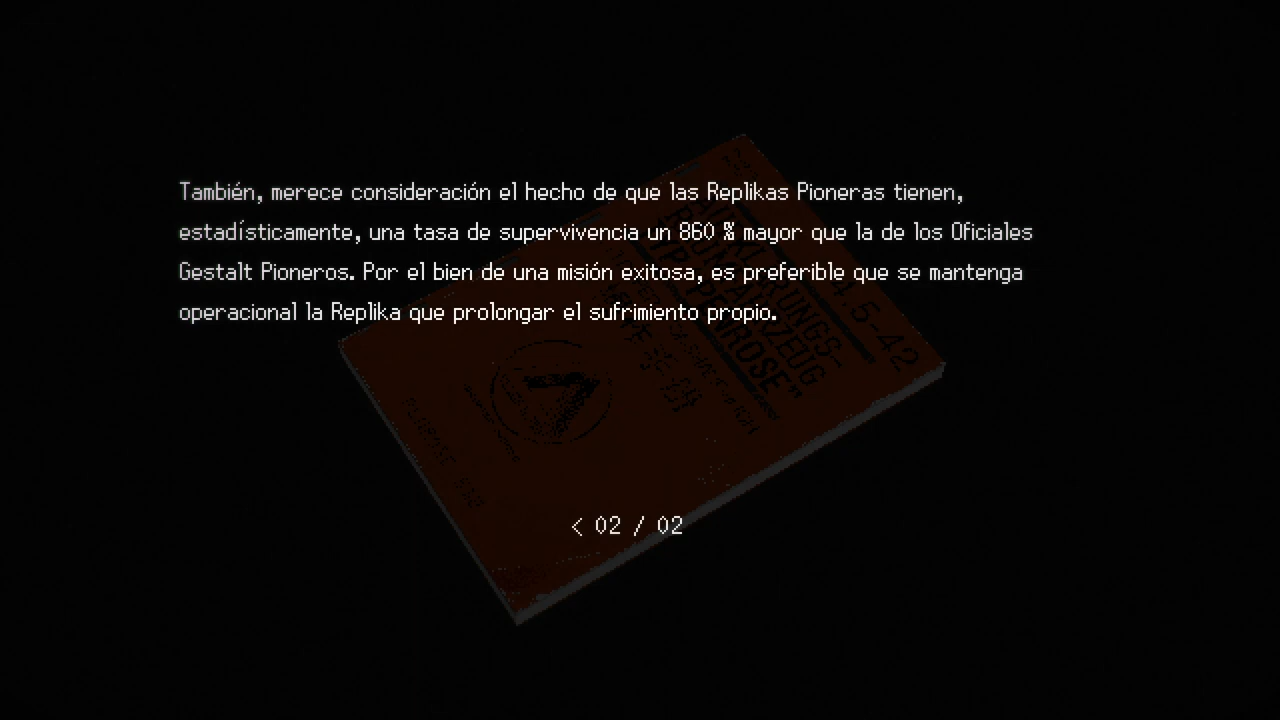 También, merece consideración el hecho de que las Replikas Pioneras tienen,
estadísticamente, una tasa de supervivencia un 860 % mayor que la de los Oficiales
Gestalt Pioneros. Por el bien de una misión exitosa, es preferible que se mantenga
operacional la Replika que prolongar el sufrimiento propio.
ROSE"
< 02 / 02